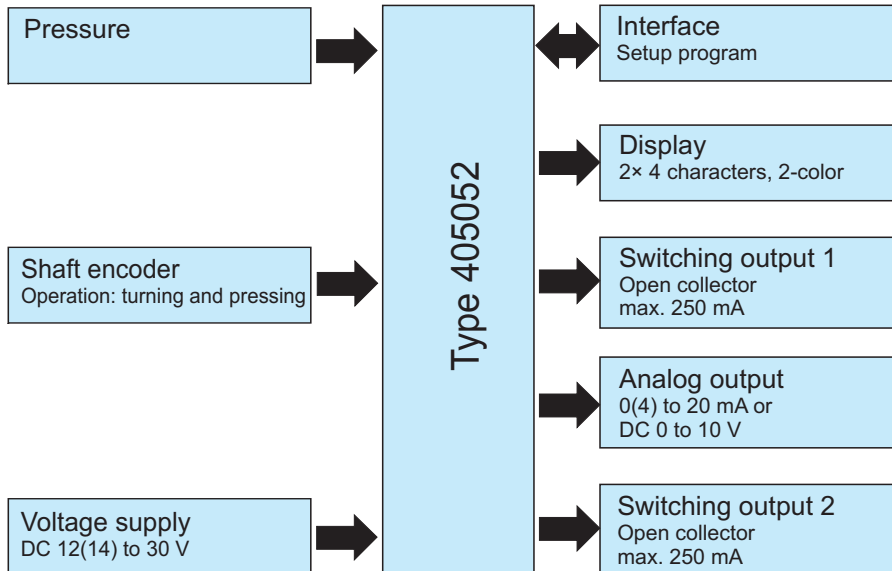 Pressure
Shaft encoder
Operation: turning and pressing
Voltage supply
DC 12(14) to 30 V
Type 405052
Interface
Setup program
Display
2× 4 characters, 2-color
Switching output 1
Open collector
max. 250 mA
Analog output
0(4) to 20 mA or
DC 0 to 10 V
Switching output 2
Open collector
max. 250 mA